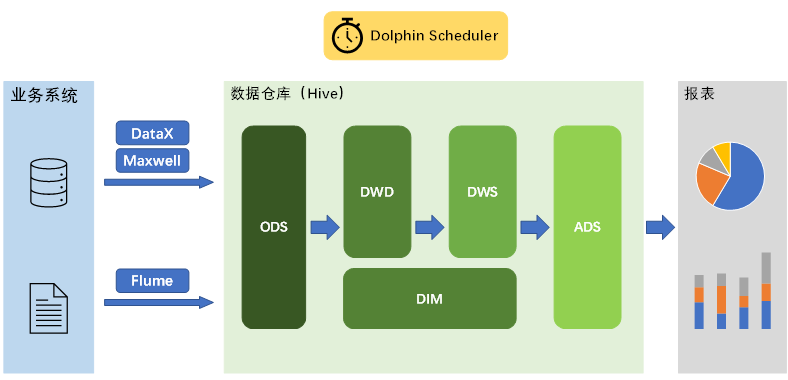 Dolphin Scheduler
业务系统
DataX
Maxwell
Flume
数据仓库（Hive）
ODS
DWD
DWS
DIM
ADS
报表